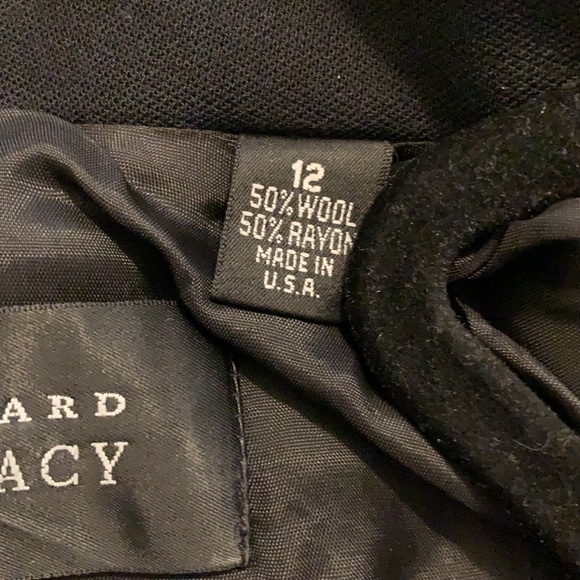 12
50% WOOL
50% RAYON
MADE IN
U.S.A.
ARD
ACY